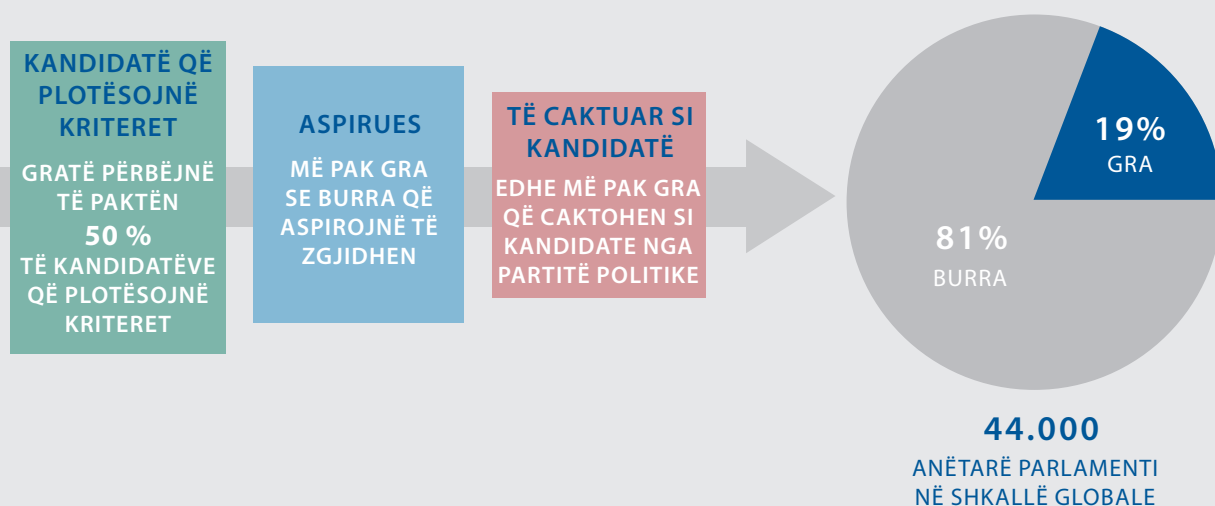 KANDIDATË QË
PLOTËSOJNË
KRITERET
GRATË PËRBËJNË
TË PAKTËN
50 %
TË KANDIDATËVE
QË PLOTËSOJNË
KRITERET
ASPIRUES
MË PAK GRA
SE BURRA QË
ASPIROJNË TË
ZGJIDHEN
TË CAKTUAR SI
KANDIDATË
EDHE MË PAK GRA
QË CAKTOHEN SI
KANDIDATE NGA
PARTITË POLITIKE
19%
GRA
81%
BURRA
44.000
ANËTARË PARLAMENTI
NË SHKALLË GLOBALE